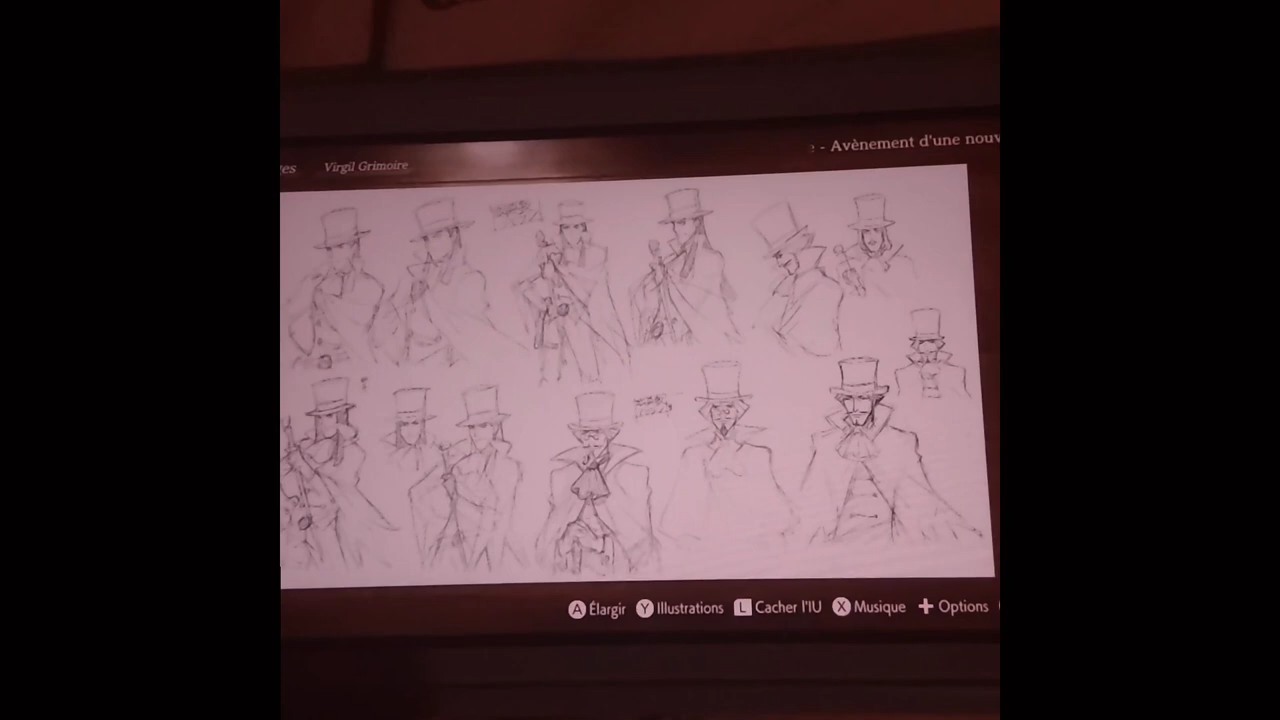 Virgil Grimoire
- Avènement d'une nouv
A Élargir Y Illustrations L Cacher l'IU X Musique + Options